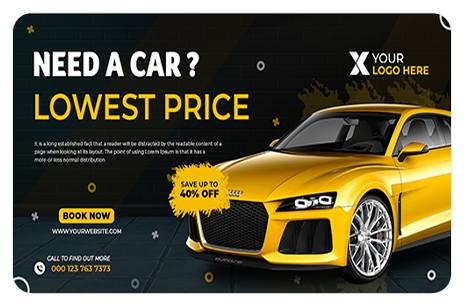 NEED A CAR ?
LOWEST PRICE
X YOUR
LOGO HERE
It is a long established fact that a reader will be distracted by the readable content of a
page when looking at its layout. The point of using Lorem Ipsum is that it has a
more-or-less normal distribution
SAVE UP TO
40% OFF
BOOK NOW
WWW.YOURWEBSITE.COM
CALL TO FIND OUT MORE
000 123 763 7373